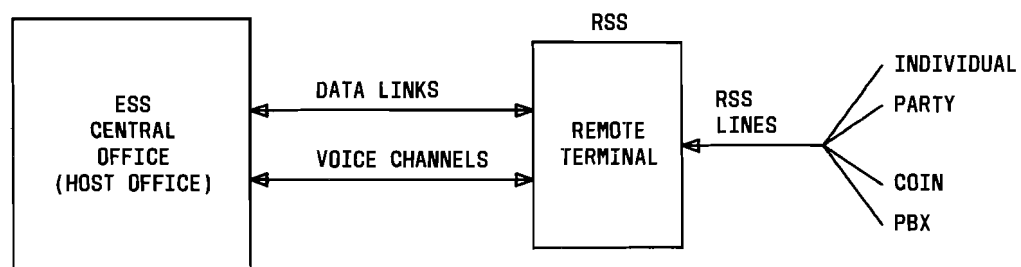 RSS
ESS
CENTRAL
OFFICE
(HOST OFFICE)
DATA LINKS
VOICE CHANNELS
REMOTE
TERMINAL
RSS
LINES
INDIVIDUAL
PARTY
COIN
PBX